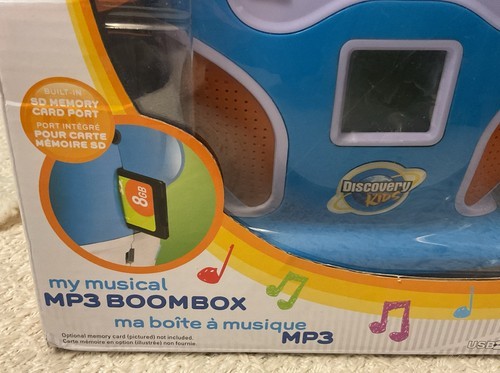 BUILT-IN
SD MEMORY
CARD PORT
PORT INTÉGRÉ
POUR CARTE
MÉMOIRE SD
8GB
Discovery
KIDS
my musical
MP3 BOOMBOX
ma boîte à musique
MP3
Optional memory card (pictured) not included.
Carte mémoire en option (illustrée) non fournie.
USB